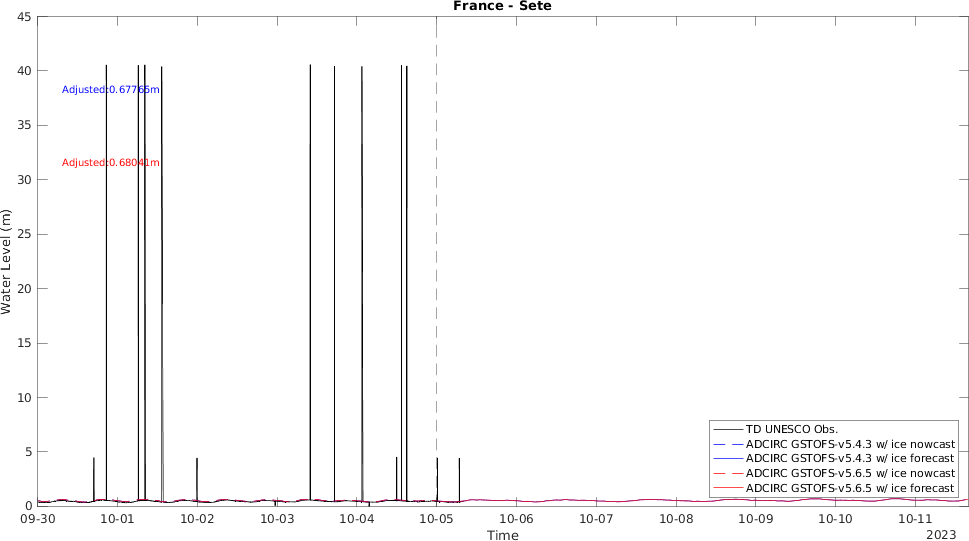 France - Sete
45
40
35
30
25
20
15
10
5
0
Water Level (m)
Adjusted:0.67765m
Adjusted:0.68041m
TD UNESCO Obs.
ADCIRC GSTOFS-v5.4.3 w/ ice nowcast
ADCIRC GSTOFS-v5.4.3 w/ ice forecast
ADCIRC GSTOFS-v5.6.5 w/ ice nowcast
ADCIRC GSTOFS-v5.6.5 w/ ice forecast
09-30 10-01 10-02 10-03 10-04 10-05 10-06 10-07 10-08 10-09 10-10 10-11
Time
2023